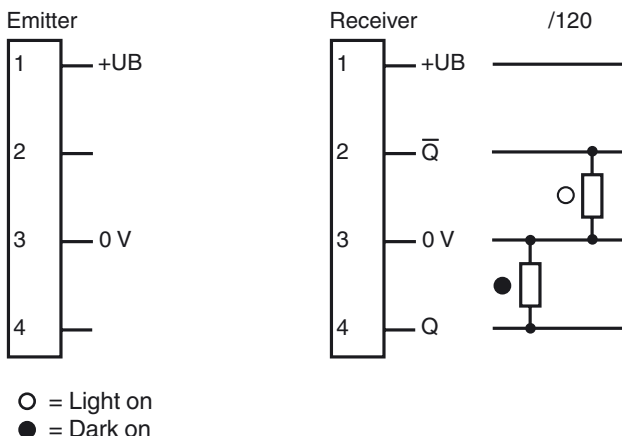 Emitter
1 +UB
2
3 0 V
4
Receiver /120
1 +UB
2 Q̅
3 0 V
4 Q
= Light on
= Dark on